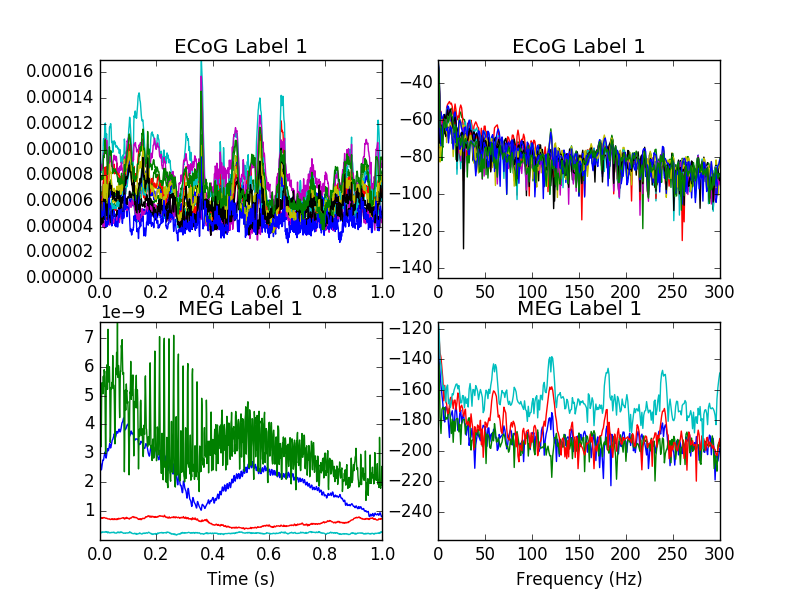 ECoG Label 1
0.00016
0.00014
0.00012
0.00010
0.00008
0.00006
0.00004
0.00002
0.00000
0.0 0.2 0.4 0.6 0.8 1.0
ECoG Label 1
−40
−60
−80
−100
−120
−140
0 50 100 150 200 250 300
MEG Label 1
1e−9
7
6
5
4
3
2
1
0.0 0.2 0.4 0.6 0.8 1.0
Time (s)
MEG Label 1
−120
−140
−160
−180
−200
−220
−240
0 50 100 150 200 250 300
Frequency (Hz)